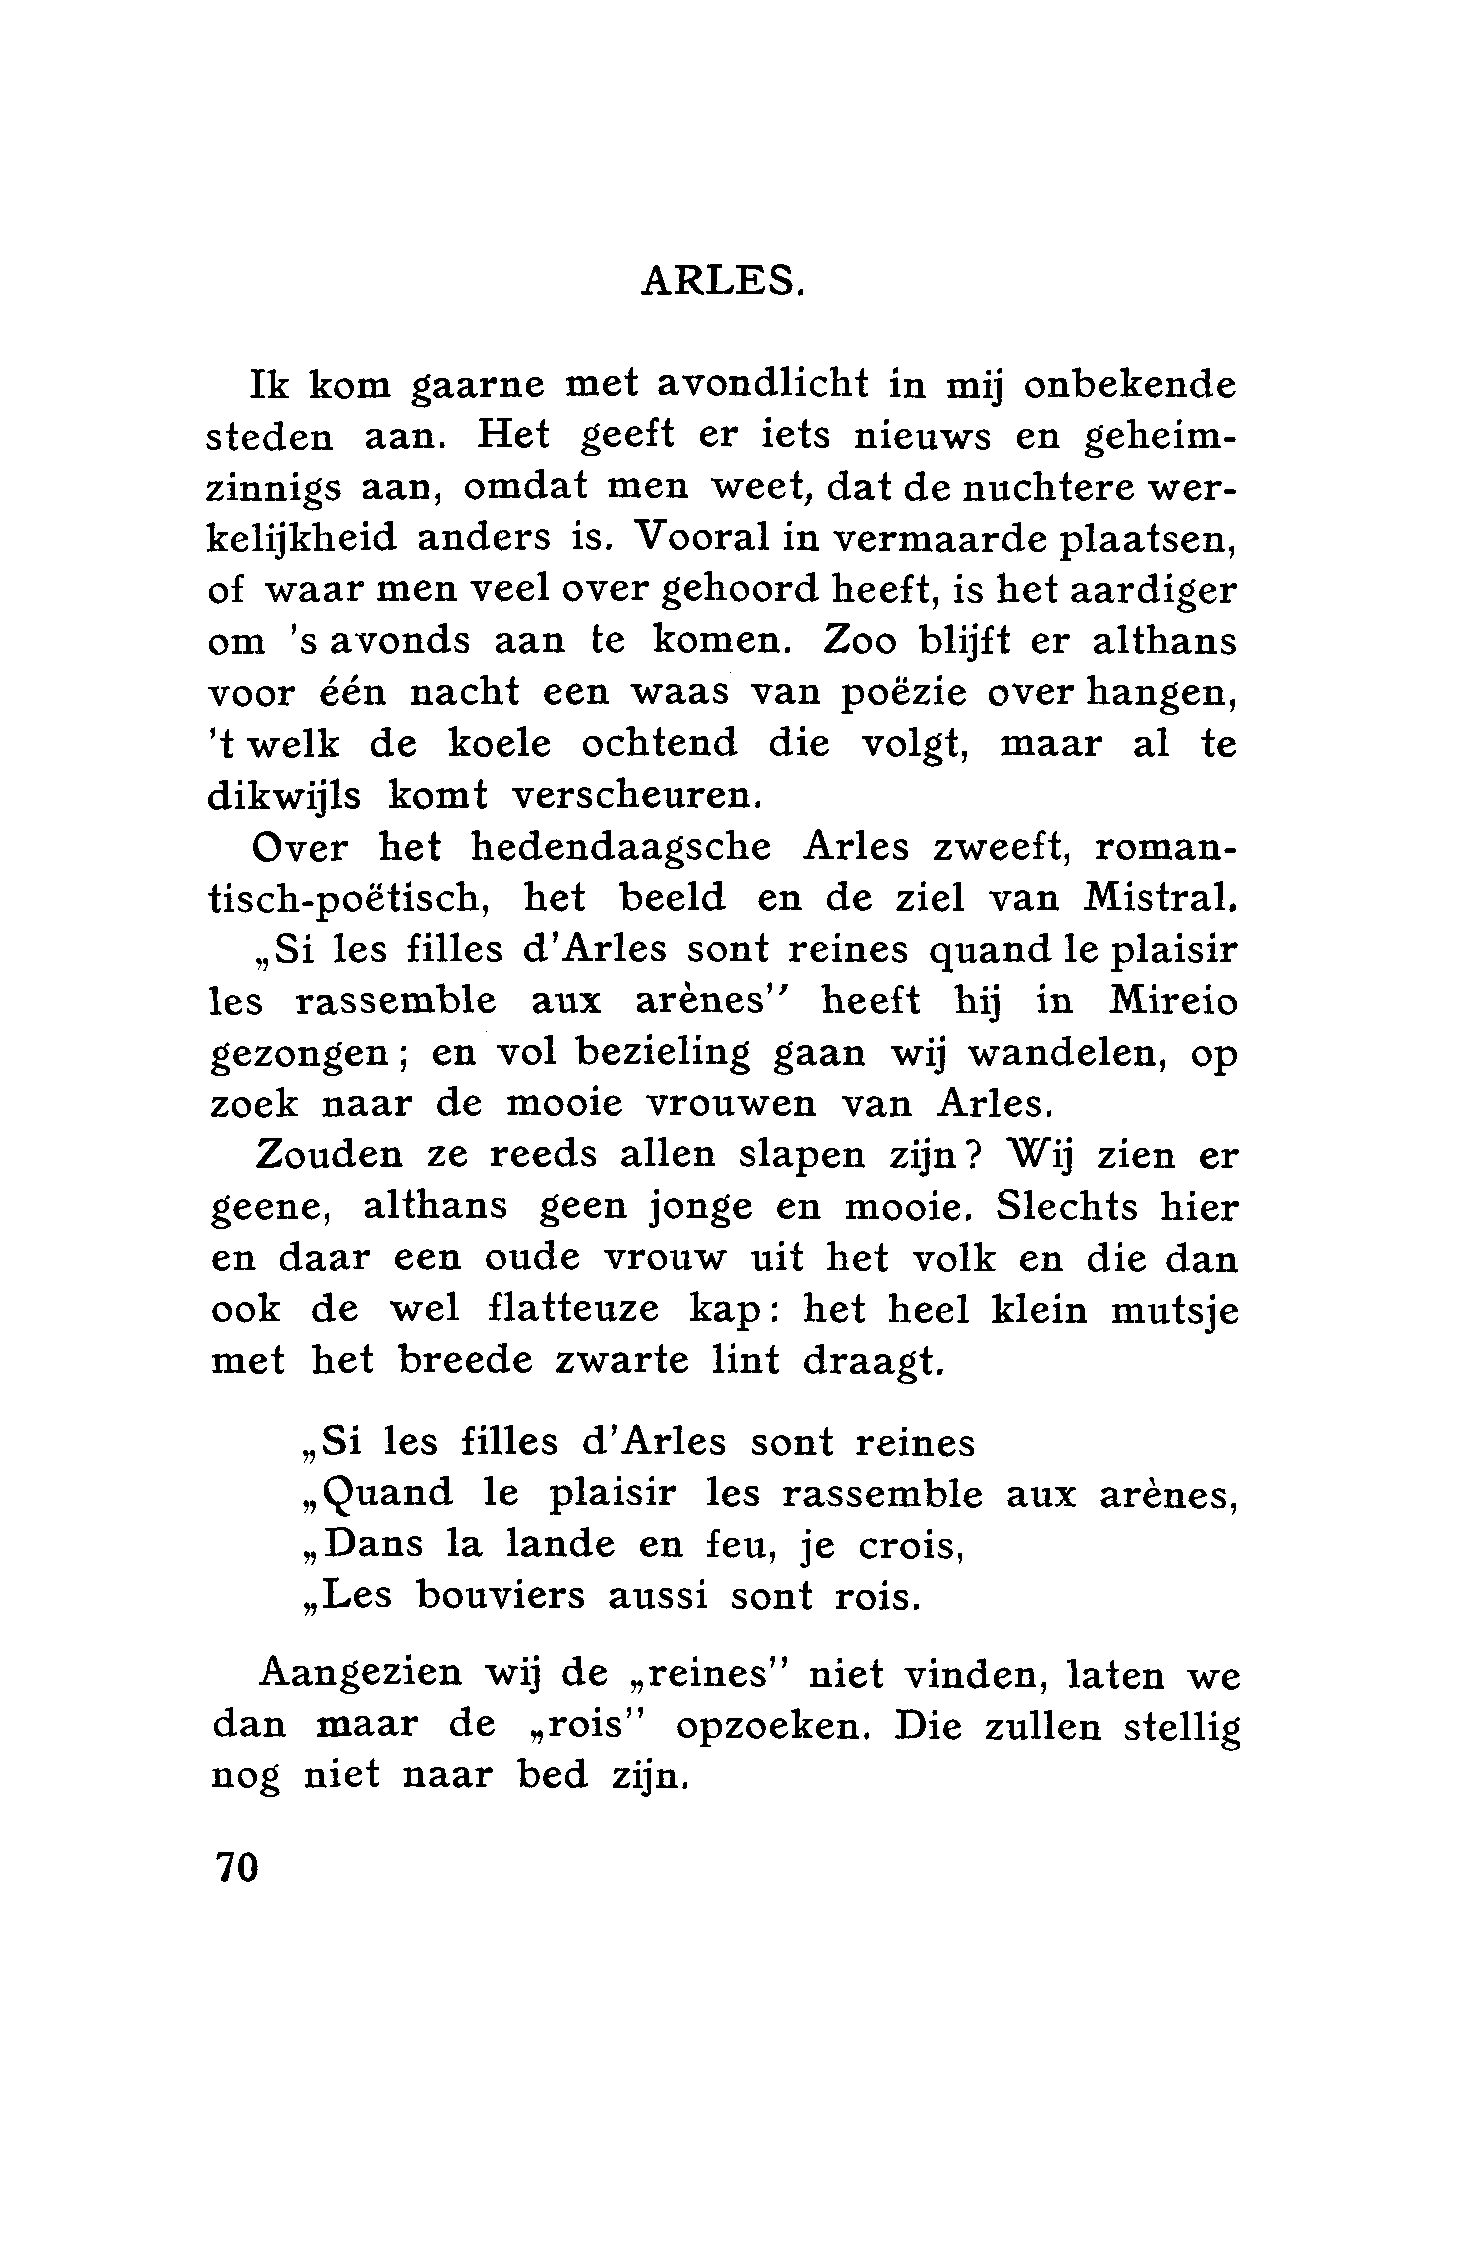 ARLES.
Ik kom gaarne met avondlicht in mij onbekende
steden aan. Het geeft er iets nieuws en geheim-
zinnigs aan, omdat men weet, dat de nuchtere wer-
kelijkheid anders is. Vooral in vermaarde plaatsen,
of waar men veel over gehoord heeft, is het aardiger
om 's avonds aan te komen. Zoo blijft er althans
voor één nacht een waas van poëzie over hangen,
't welk de koele ochtend die volgt, maar al te
dikwijls komt verscheuren.
Over het hedendaagsche Arles zweeft, roman-
tisch-poëtisch, het beeld en de ziel van Mistral.
„Si les filles d'Arles sont reines quand le plaisir
les rassemble aux arènes” heeft hij in Mireio
gezongen; en vol bezieling gaan wij wandelen, op
zoek naar de mooie vrouwen van Arles.
Zouden ze reeds allen slapen zijn? Wij zien er
geene, althans geen jonge en mooie. Slechts hier
en daar een oude vrouw uit het volk en die dan
ook de wel flatteuze kap: het heel klein mutsje
met het breede zwarte lint draagt.
„Si les filles d'Arles sont reines
„Quand le plaisir les rassemble aux arènes,
„Dans la lande en feu, je crois,
„Les bouviers aussi sont rois.
Aangezien wij de „reines” niet vinden, laten we
dan maar de „rois” opzoeken. Die zullen stellig
nog niet naar bed zijn.
70